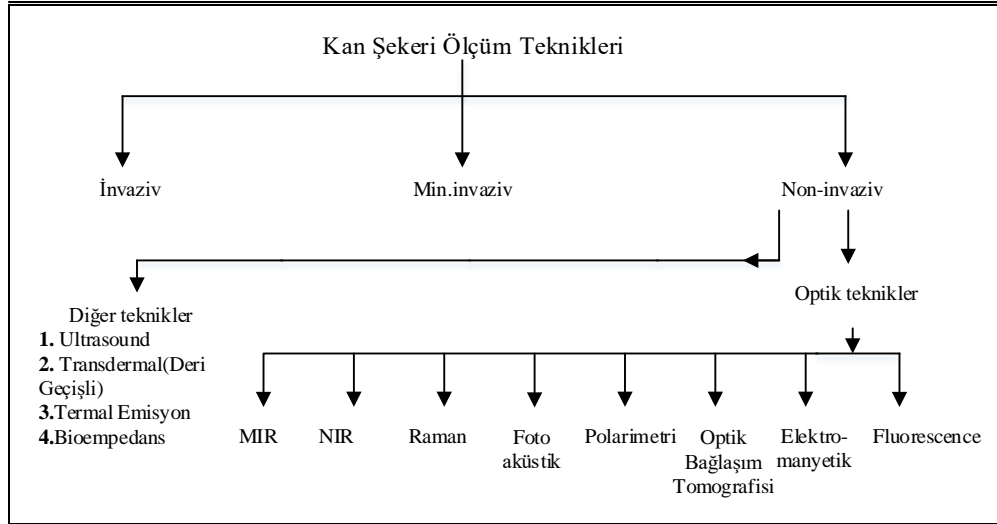 Kan Şekeri Ölçüm Teknikleri
İnvaziv
Min.invaziv
Non-invaziv
Diğer teknikler
1. Ultrasound
2. Transdermal(Deri
Geçişli)
3.Termal Emisyon
4.Bioempedans
Optik teknikler
MIR
NIR
Raman
Foto
aküstik
Polarimetri
Optik
Bağlaşım
Tomografisi
Elektro-
manyetik
Fluorescence